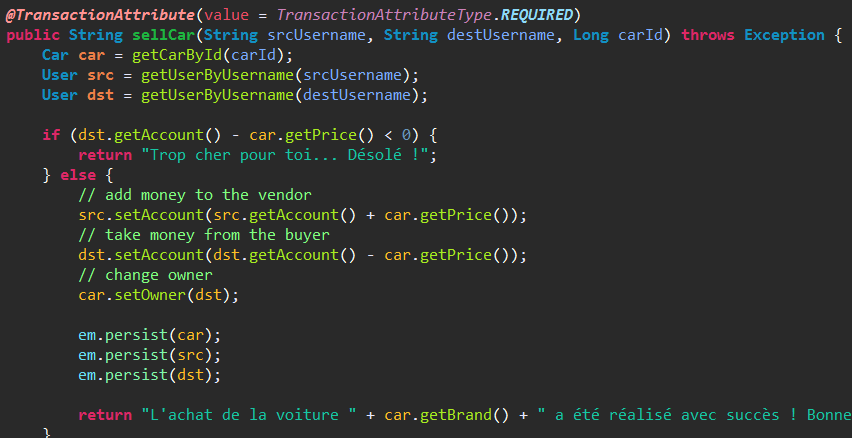 @TransactionAttribute(value = TransactionAttributeType.REQUIRED)
public String sellCar(String srcUsername, String destUsername, Long carId) throws Exception {
Car car = getCarById(carId);
User src = getUserByUsername(srcUsername);
User dst = getUserByUsername(destUsername);
if (dst.getAccount() - car.getPrice() < 0) {
return "Trop cher pour toi... Désolé !";
} else {
// add money to the vendor
src.setAccount(src.getAccount() + car.getPrice());
// take money from the buyer
dst.setAccount(dst.getAccount() - car.getPrice());
// change owner
car.setOwner(dst);
em.persist(car);
em.persist(src);
em.persist(dst);
return "L'achat de la voiture " + car.getBrand() + " a été réalisé avec succès ! Bonne
}